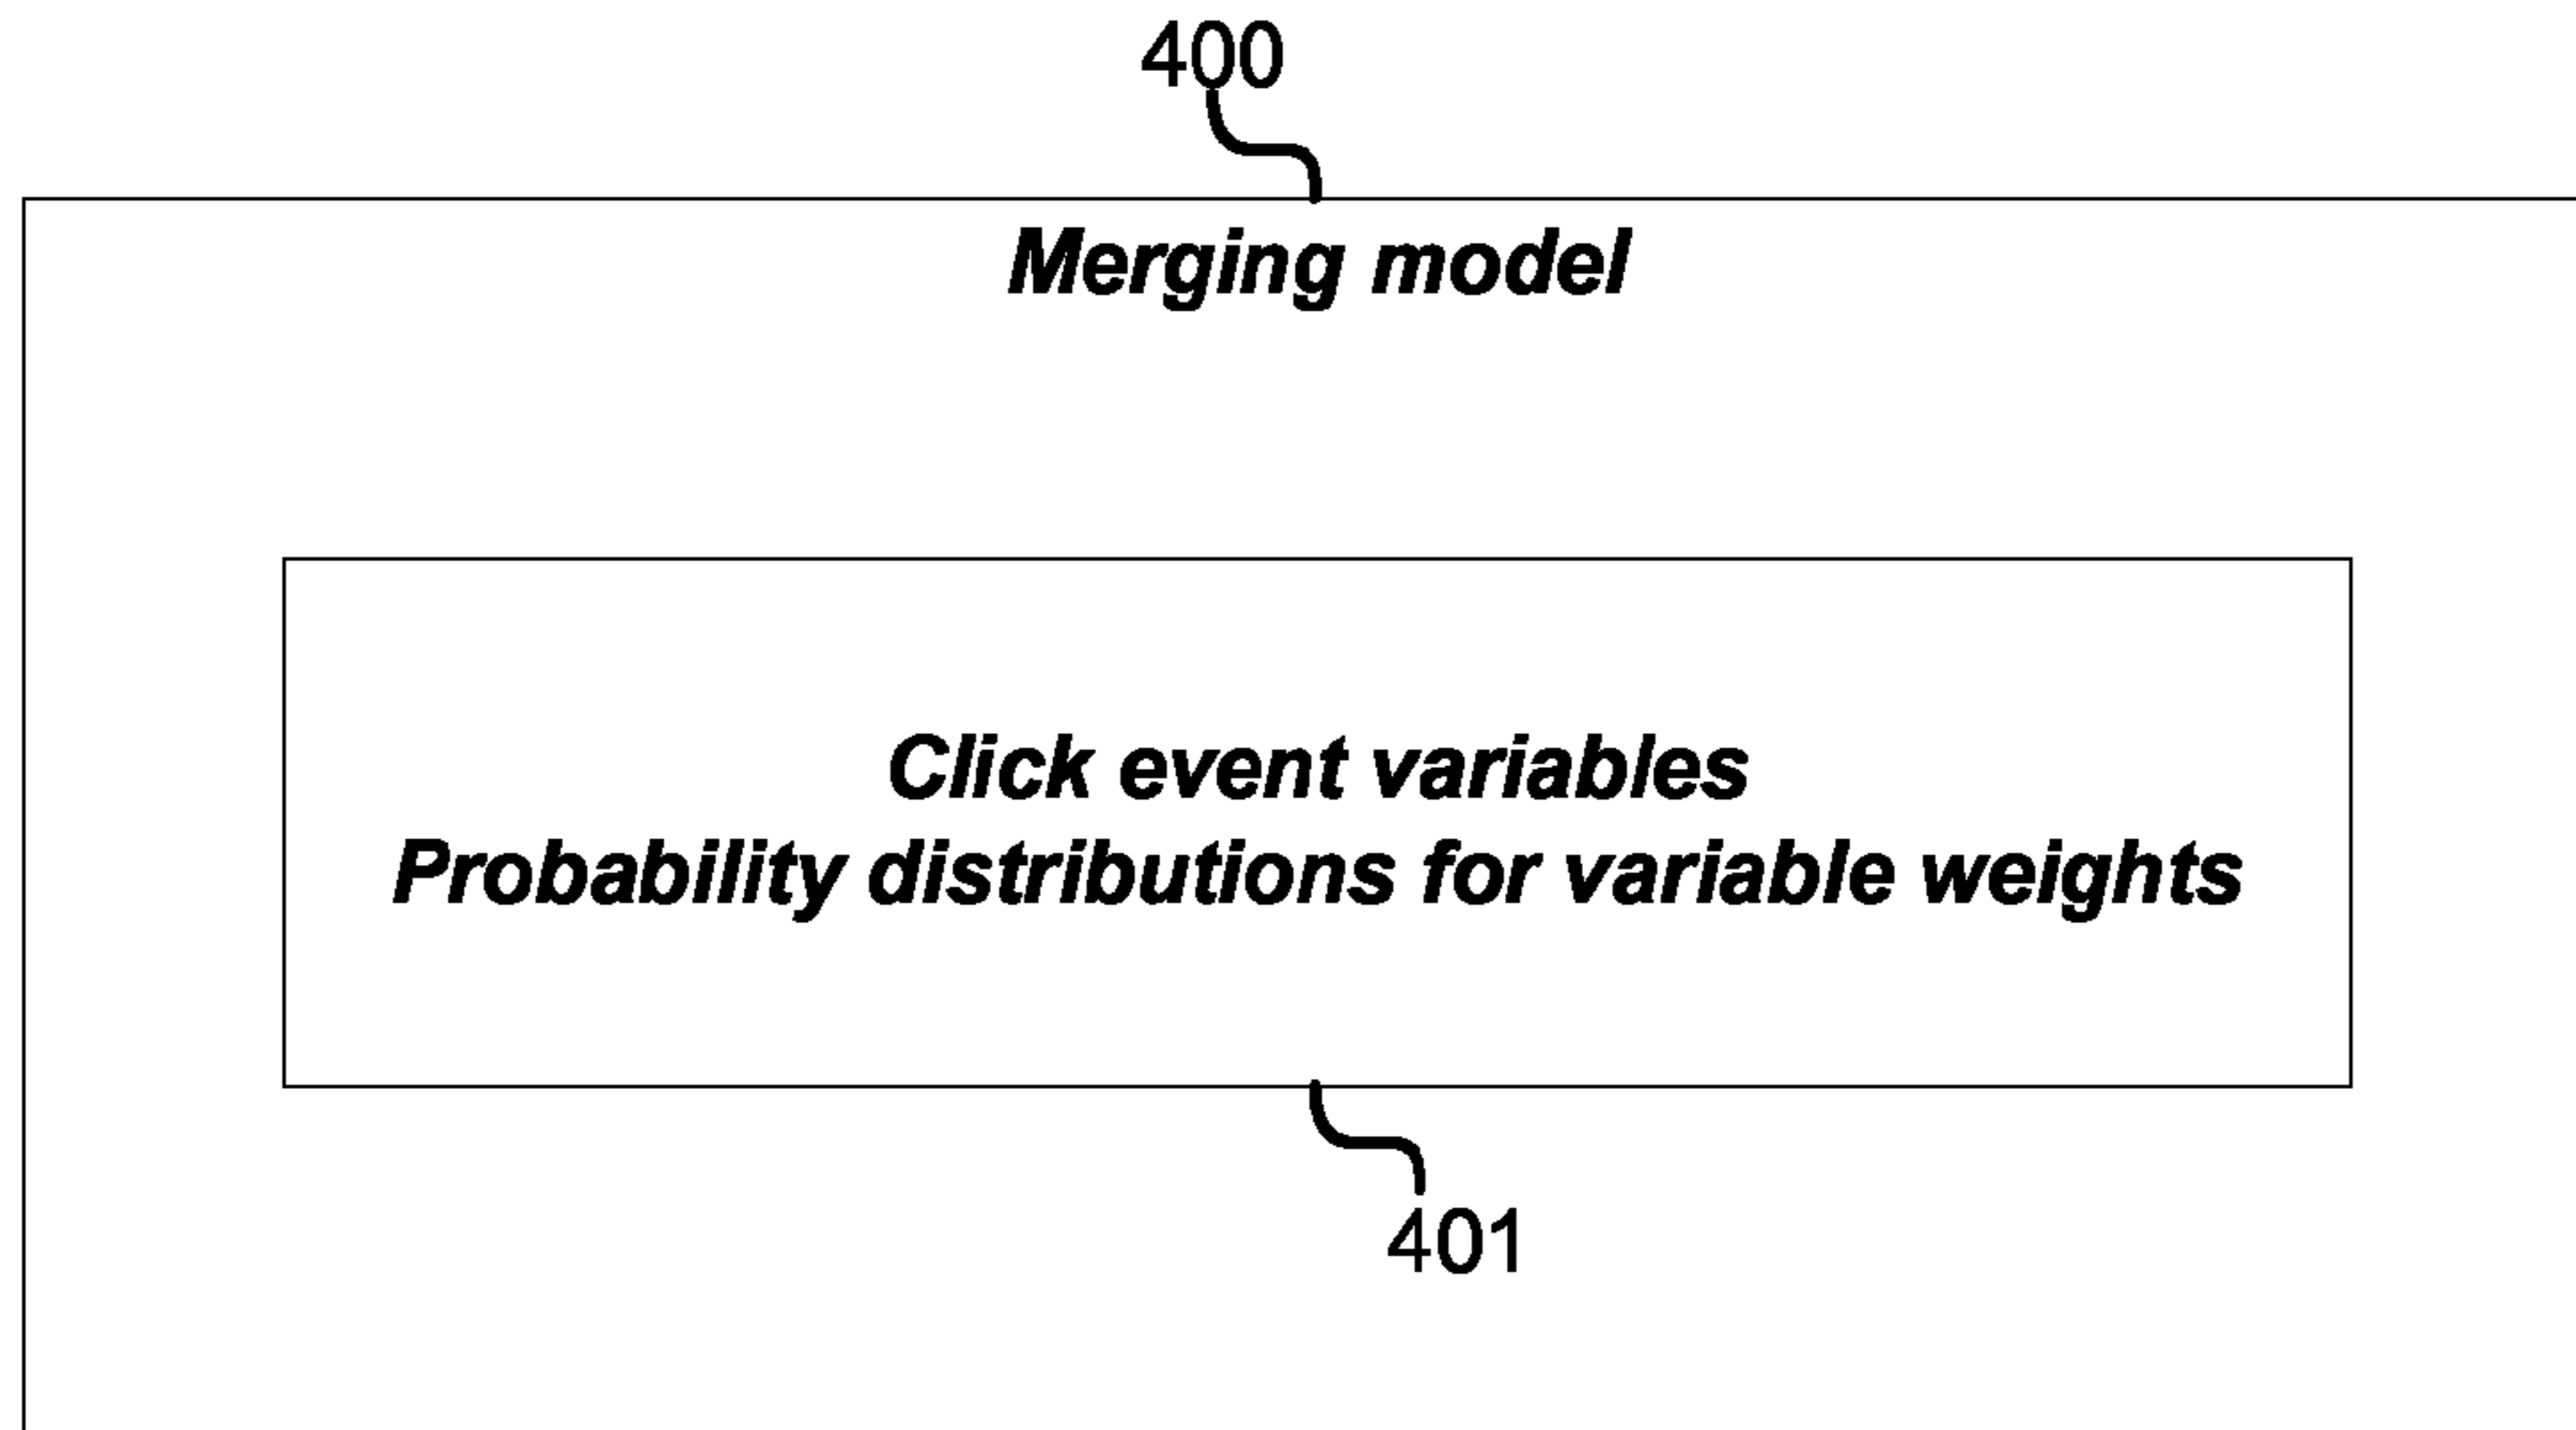 400
Merging model
Click event variables
Probability distributions for variable weights
401